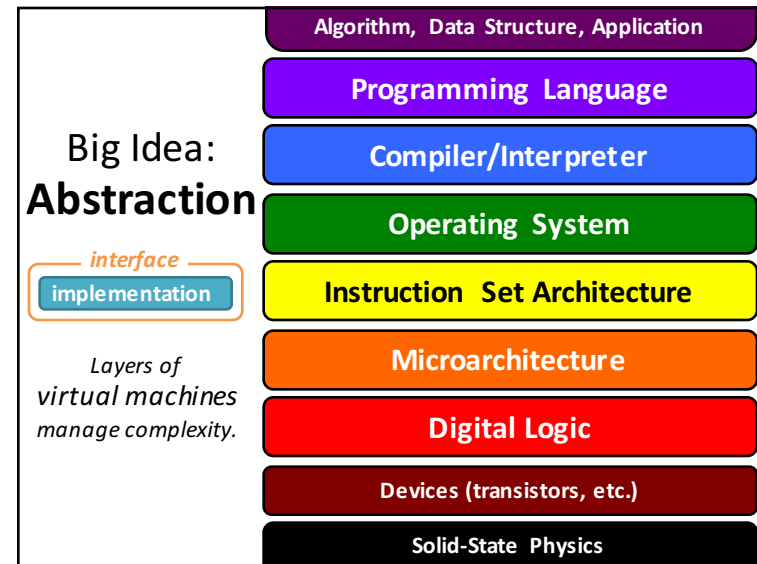 Big Idea:
Abstraction
interface
implementation
Layers of
virtual machines
manage complexity.
Algorithm, Data Structure, Application
Programming Language
Compiler/Interpreter
Operating System
Instruction Set Architecture
Microarchitecture
Digital Logic
Devices (transistors, etc.)
Solid-State Physics